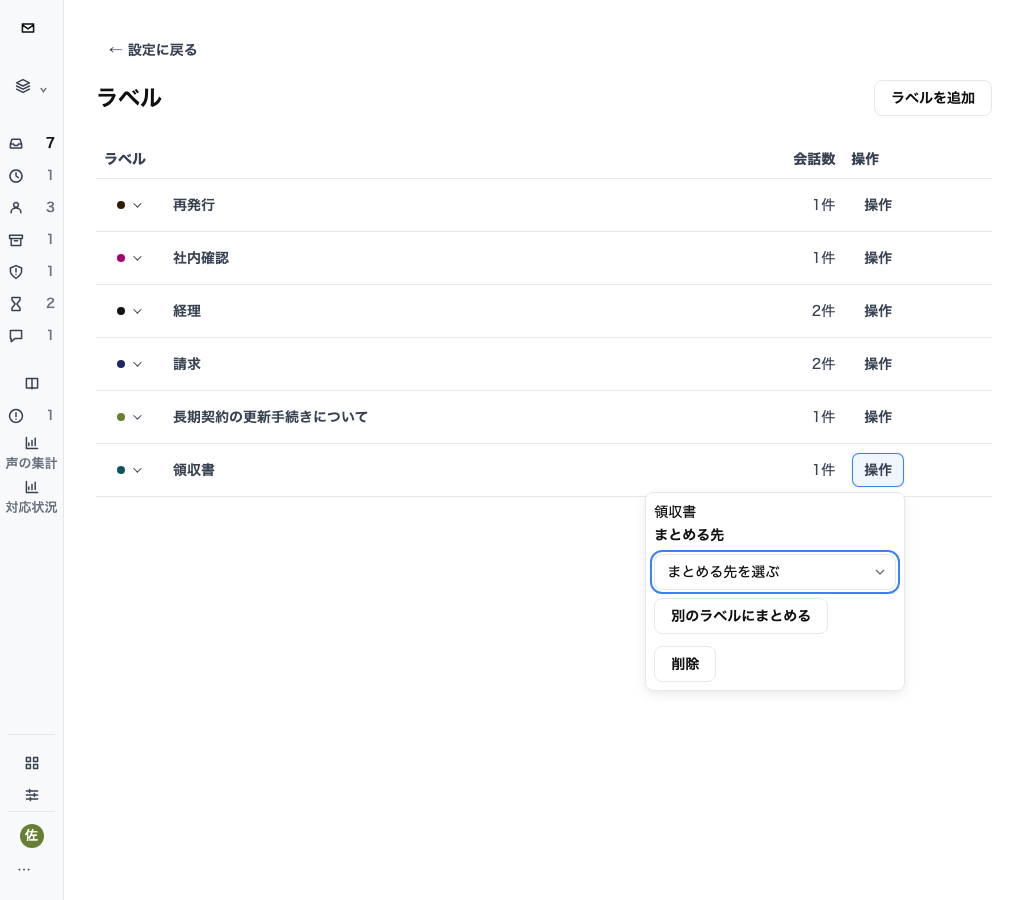 ← 設定に戻る
ラベル
ラベルを追加
ラベル 会話数 操作
再発行 1件 操作
社内確認 1件 操作
経理 2件 操作
請求 2件 操作
長期契約の更新手続きについて 1件 操作
領収書 1件 操作
領収書
まとめる先
まとめる先を選ぶ
別のラベルにまとめる
削除
7
1
3
1
1
2
1
1
声の集計
対応状況
佐
…